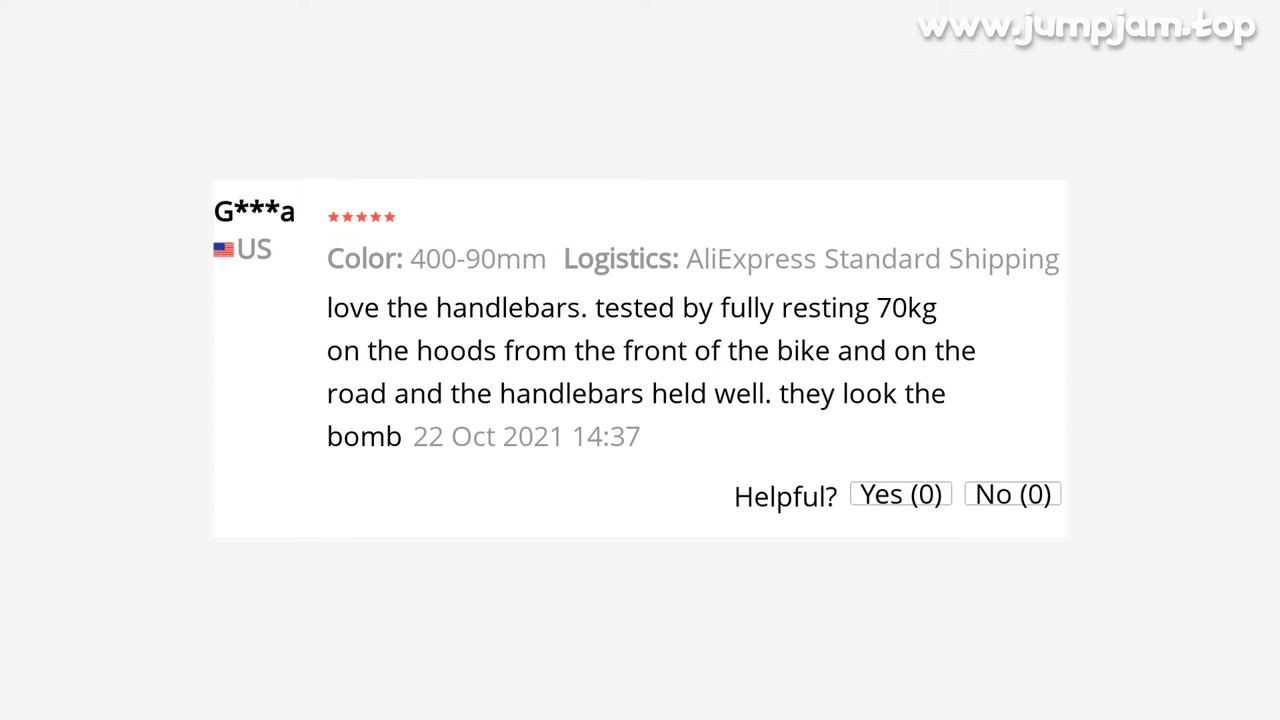 www.jumpjam.top
G***a
US
Color: 400-90mm Logistics: AliExpress Standard Shipping
love the handlebars. tested by fully resting 70kg
on the hoods from the front of the bike and on the
road and the handlebars held well. they look the
bomb 22 Oct 2021 14:37
Helpful? Yes (0) No (0)